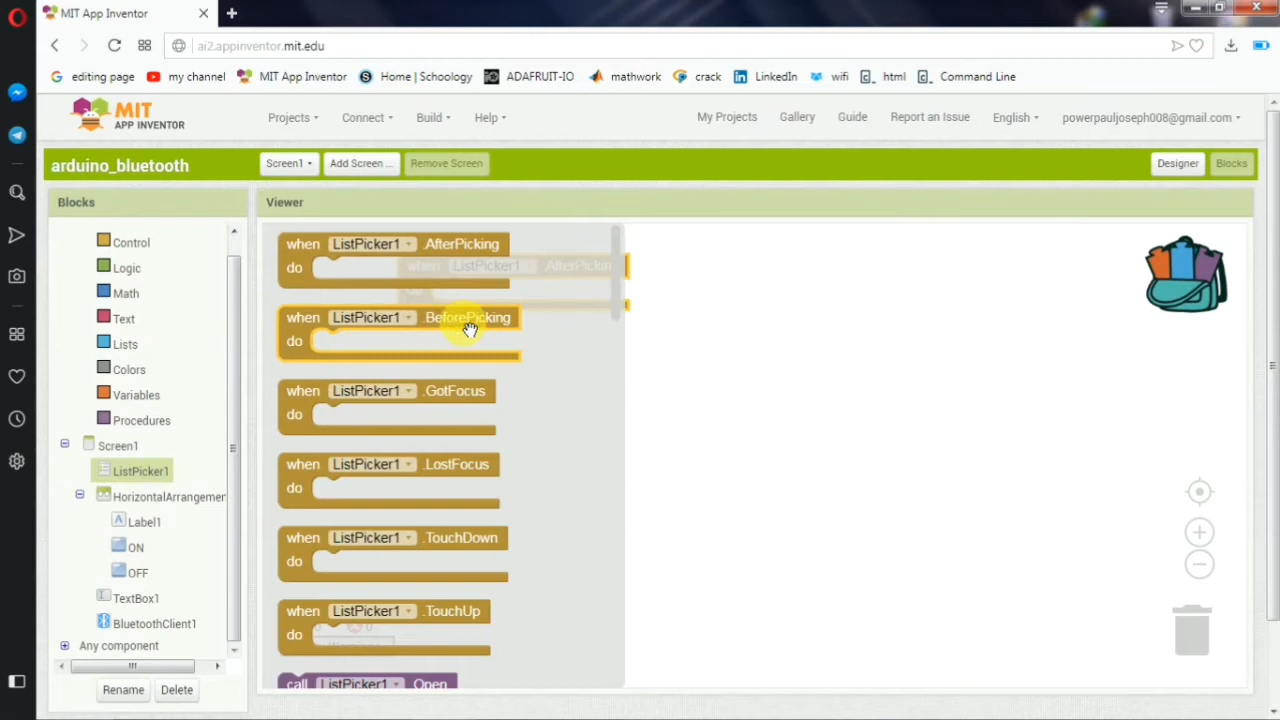 MIT App Inventor
ai2.appinventor.mit.edu
editing page my channel MIT App Inventor Home | Schoology ADAFRUIT-IO mathwork crack LinkedIn wifi html Command Line
MIT
APP INVENTOR
Projects Connect Build Help My Projects Gallery Guide Report an Issue English powerpauljoseph008@gmail.com
arduino_bluetooth Screen1 Add Screen ... Remove Screen Designer Blocks
Blocks Viewer
Control
Logic
Math
Text
Lists
Colors
Variables
Procedures
Screen1
ListPicker1
HorizontalArrangemen
Label1
ON
OFF
TextBox1
BluetoothClient1
Any component
Rename Delete
when ListPicker1 .AfterPicking
do
when ListPicker1 .AfterPickin
when ListPicker1 .BeforePicking
do
when ListPicker1 .GotFocus
do
when ListPicker1 .LostFocus
do
when ListPicker1 .TouchDown
do
when ListPicker1 .TouchUp
do
call ListPicker1 .Open